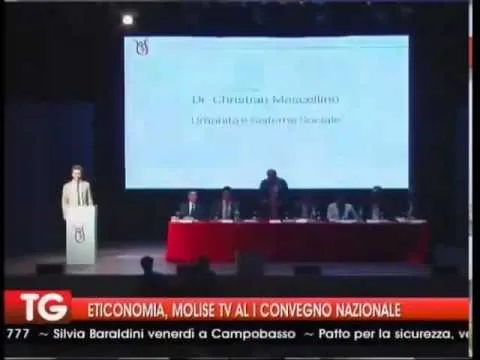 Dr. Christian Mascellino
Umanità e Sistema Sociale
TG
ETICONOMIA, MOLISE TV AL I CONVEGNO NAZIONALE
777 ~ Silvia Baraldini venerdì a Campobasso ~ Patto per la sicurezza, ve